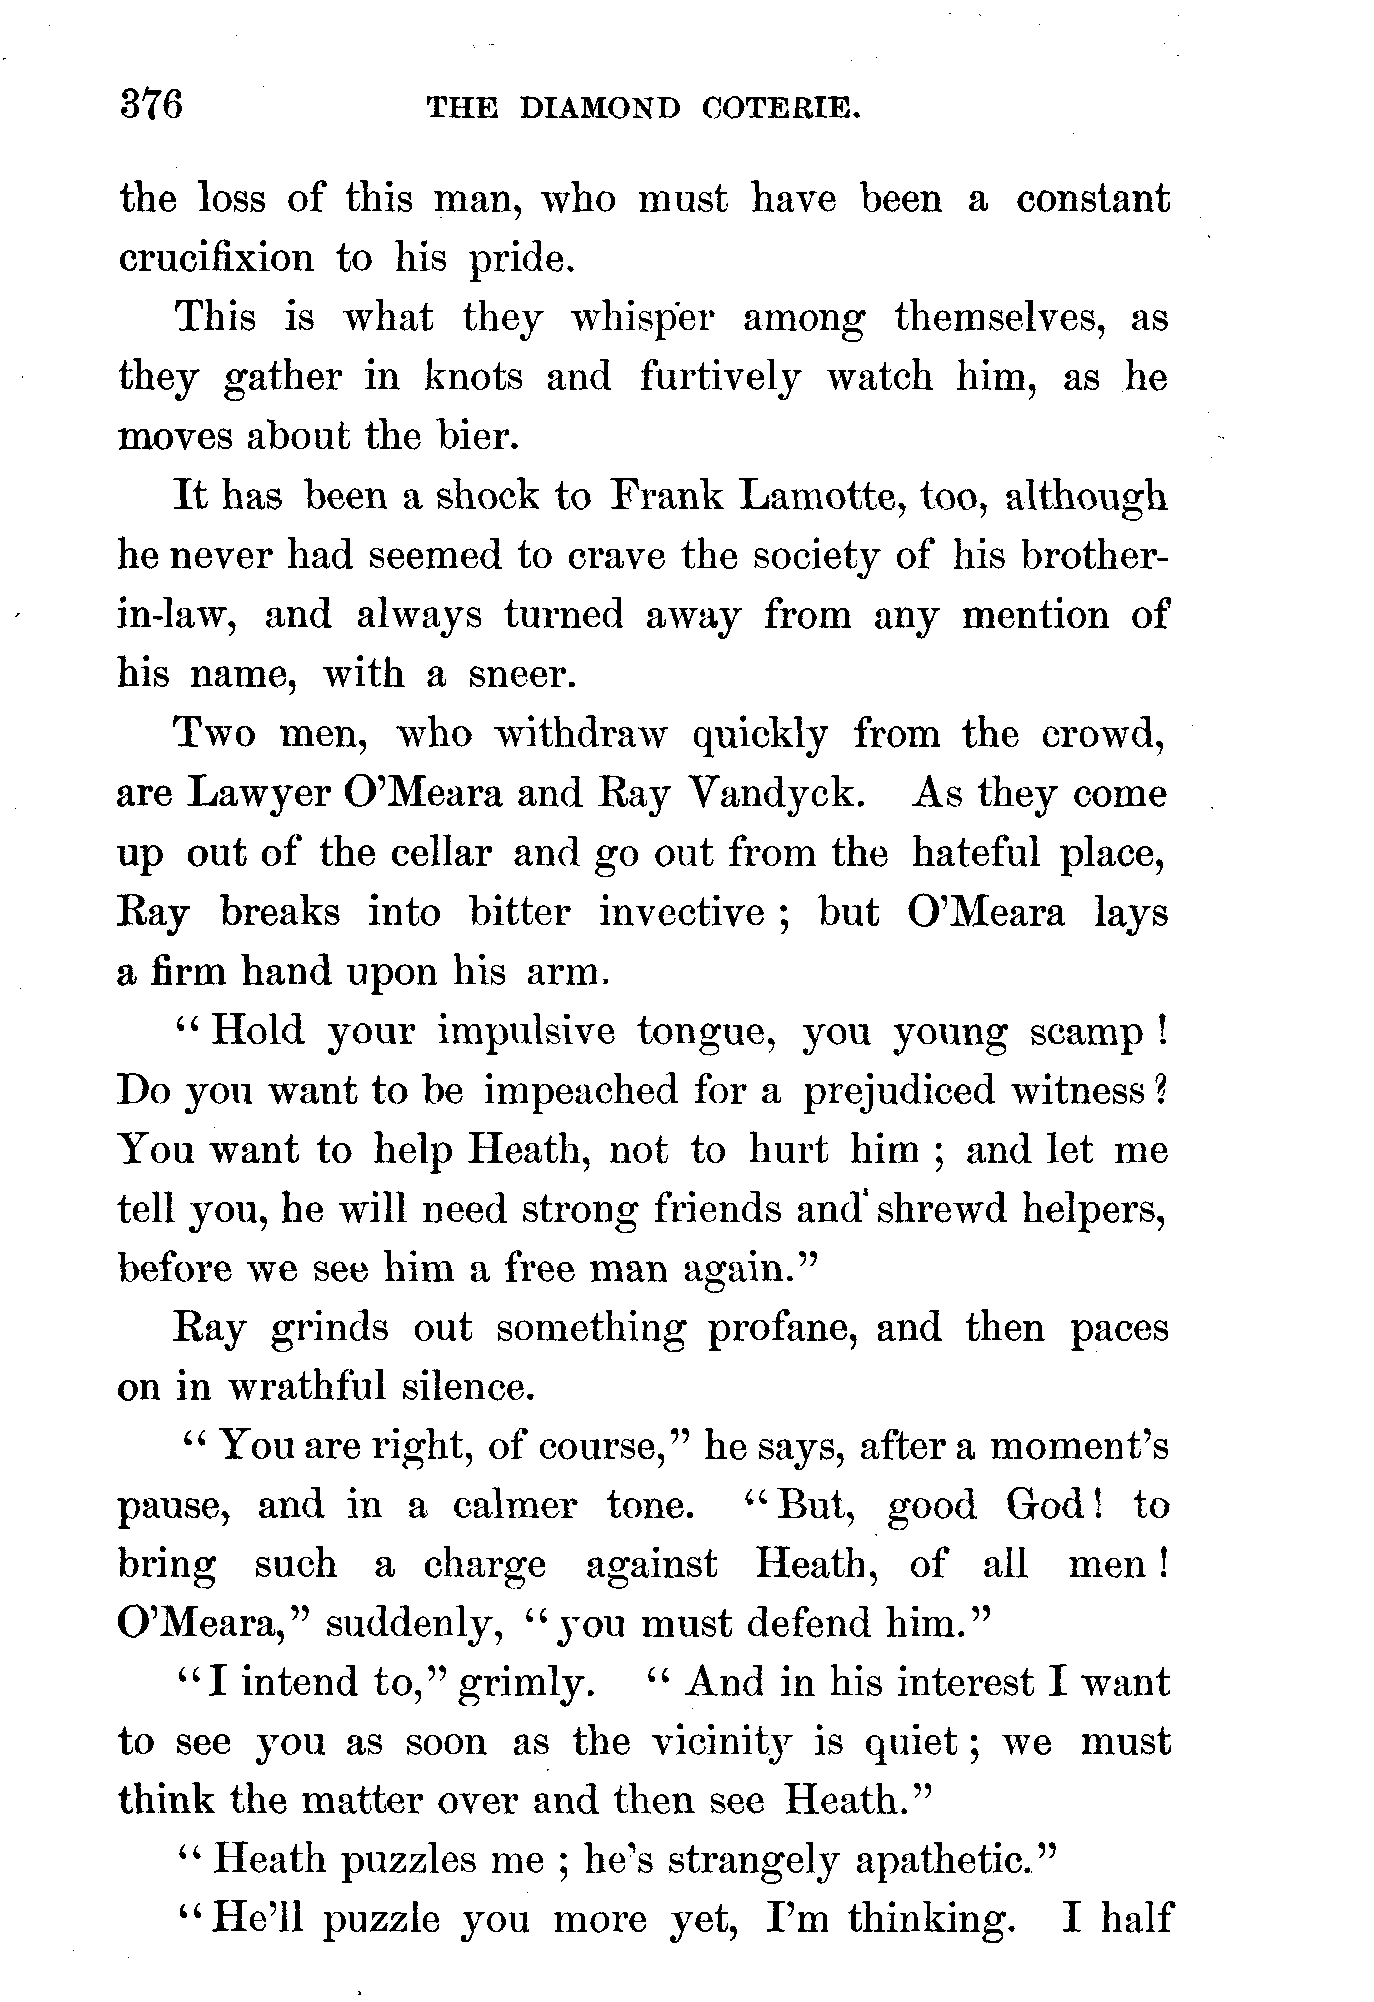 376 THE DIAMOND COTERIE.
the loss of this man, who must have been a constant
crucifixion to his pride.
This is what they whisper among themselves, as
they gather in knots and furtively watch him, as he
moves about the bier.
It has been a shock to Frank Lamotte, too, although
he never had seemed to crave the society of his brother-
in-law, and always turned away from any mention of
his name, with a sneer.
Two men, who withdraw quickly from the crowd,
are Lawyer O'Meara and Ray Vandyck. As they come
up out of the cellar and go out from the hateful place,
Ray breaks into bitter invective ; but O'Meara lays
a firm hand upon his arm.
“ Hold your impulsive tongue, you young scamp !
Do you want to be impeached for a prejudiced witness ?
You want to help Heath, not to hurt him ; and let me
tell you, he will need strong friends and shrewd helpers,
before we see him a free man again.”
Ray grinds out something profane, and then paces
on in wrathful silence.
“ You are right, of course,” he says, after a moment's
pause, and in a calmer tone. “ But, good God! to
bring such a charge against Heath, of all men !
O'Meara,” suddenly, “ you must defend him.”
“ I intend to,” grimly. “ And in his interest I want
to see you as soon as the vicinity is quiet ; we must
think the matter over and then see Heath.”
“ Heath puzzles me ; he's strangely apathetic.”
“ He'll puzzle you more yet, I'm thinking. I half